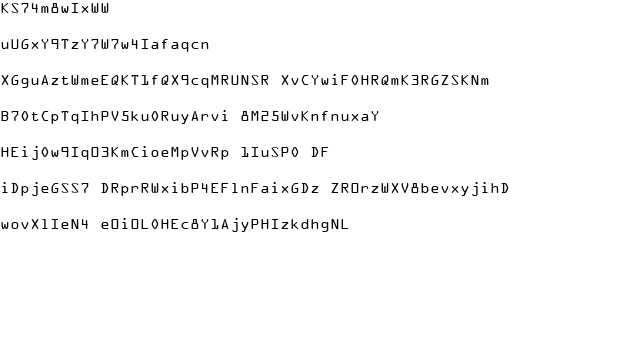 KS74m8wIxWW
uUGxY9TzY7W7w4Iafaqcn
XGguAztWmeEQKT1fQX9cqMRUNSR XvCYwiF0HRQmK3RGZSKNm
B70tCpTqIhPV5ku0RuyArvi 8M25WvKnfnuxaY
HEij0w9IqO3KmCioeMpVvRp 1IuSP0 DF
iDpjeGSS7 DRprRWxibP4EFlnFaixGDz ZROrzWXV8bevxyjihD
wovXlIeN4 eOiOL0HEc8Y1AjyPHIzkdhgNL